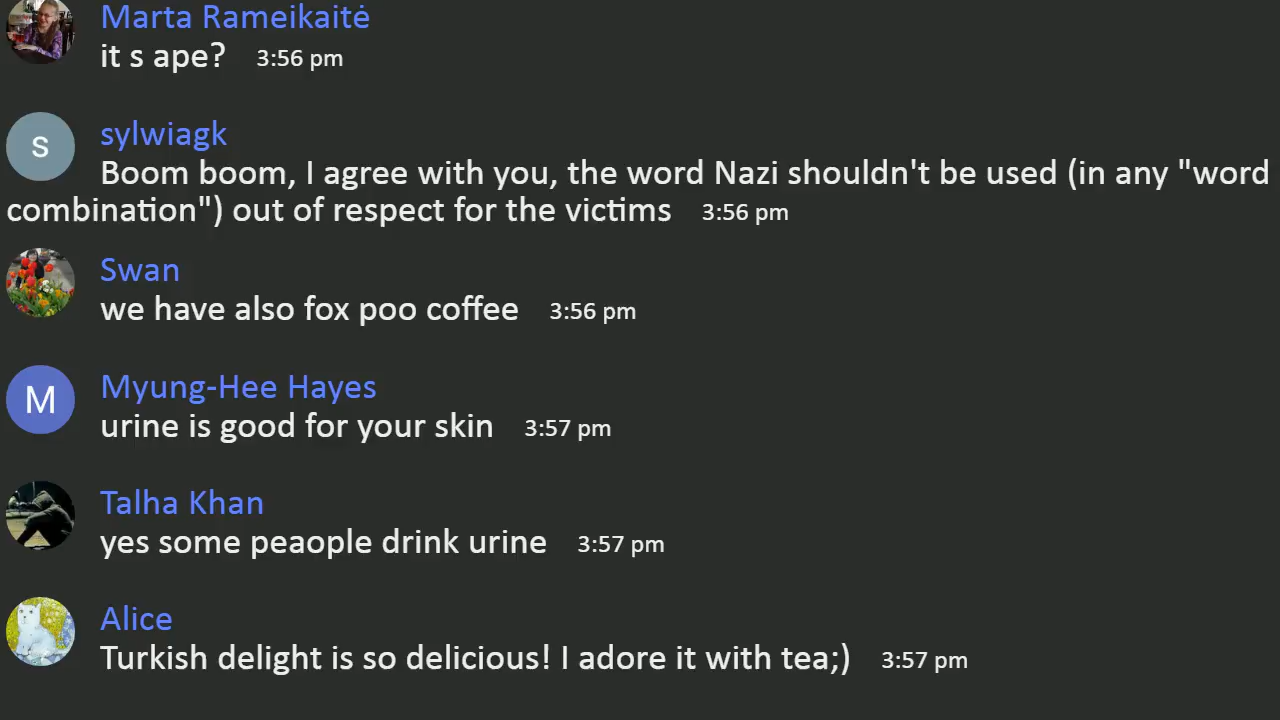 Marta Rameikaitė
it s ape? 3:56 pm
S
sylwiagk
Boom boom, I agree with you, the word Nazi shouldn't be used (in any "word
combination") out of respect for the victims 3:56 pm
Swan
we have also fox poo coffee 3:56 pm
M
Myung-Hee Hayes
urine is good for your skin 3:57 pm
Talha Khan
yes some peaople drink urine 3:57 pm
Alice
Turkish delight is so delicious! I adore it with tea;) 3:57 pm